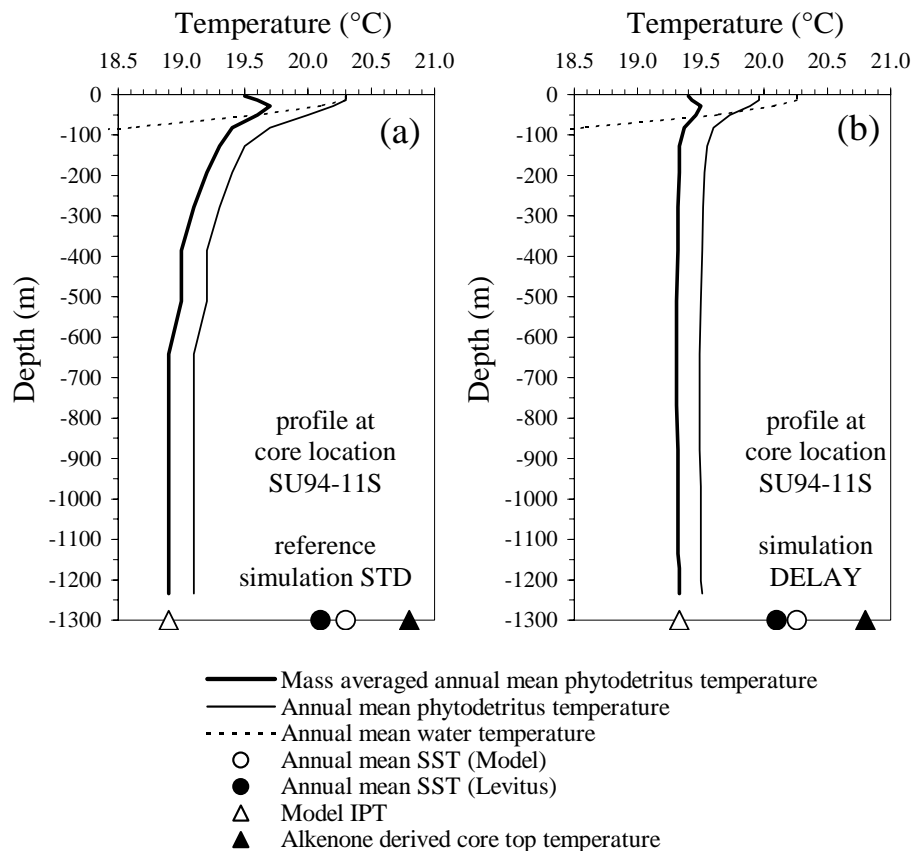 Temperature (°C)
18.5 19.0 19.5 20.0 20.5 21.0
0
-100
-200
-300
-400
-500
-600
-700
-800
-900
-1000
-1100
-1200
-1300
Depth (m)
(a)
profile at
core location
SU94-11S
reference
simulation STD
Temperature (°C)
18.5 19.0 19.5 20.0 20.5 21.0
0
-100
-200
-300
-400
-500
-600
-700
-800
-900
-1000
-1100
-1200
-1300
Depth (m)
(b)
profile at
core location
SU94-11S
simulation
DELAY
Mass averaged annual mean phytodetritus temperature
Annual mean phytodetritus temperature
Annual mean water temperature
Annual mean SST (Model)
Annual mean SST (Levitus)
Model IPT
Alkenone derived core top temperature